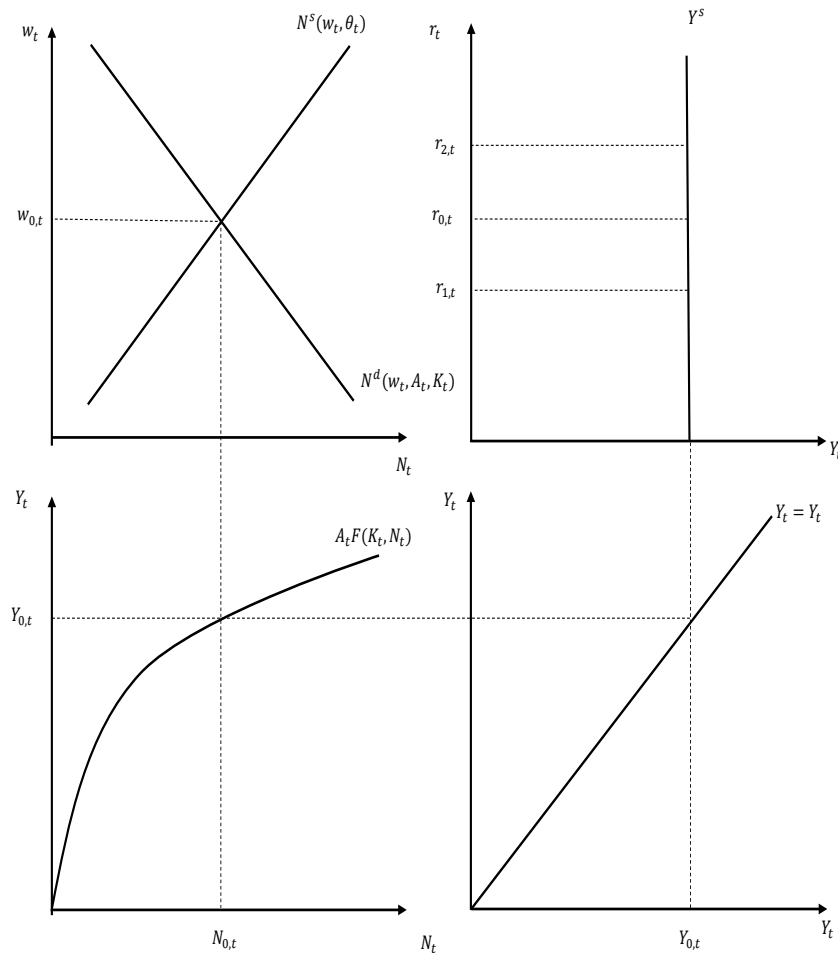 w_t
N^s(w_t, θ_t)
w_{0,t}
N^d(w_t, A_t, K_t)
N_t
r_t
Y^s
r_{2,t}
r_{0,t}
r_{1,t}
Y_t
Y_t
A_tF(K_t, N_t)
Y_{0,t}
N_{0,t}
N_t
Y_t
Y_t = Y_t
Y_{0,t}
Y_t